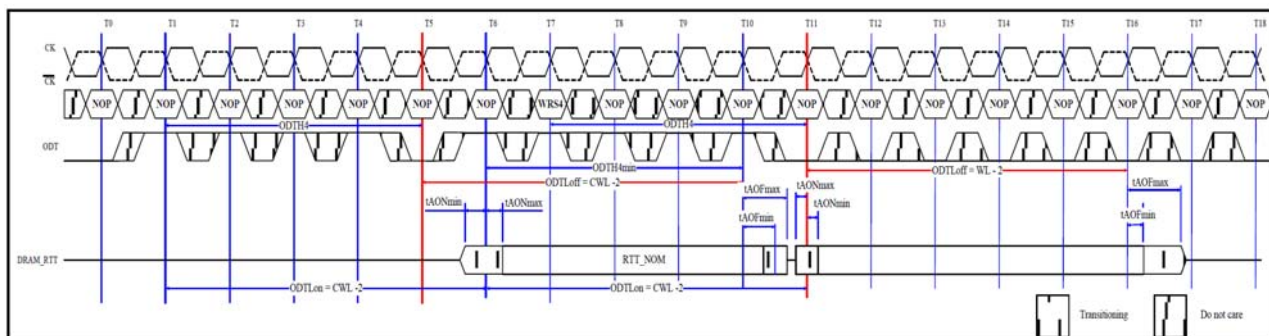 T0 T1 T2 T3 T4 T5 T6 T7 T8 T9 T10 T11 T12 T13 T14 T15 T16 T17 T18
CK
CK
NOP NOP NOP NOP NOP NOP NOP WRS4 NOP NOP NOP NOP NOP NOP NOP NOP NOP NOP NOP
ODTH4 ODTH4
ODT
ODTH4min ODTLoff = WL - 2
ODTLoff = CWL -2 tAOFmax
tAOFmax tAONmax
tAONmin tAONmax tAOFmin tAONmin tAOFmin
DRAM_RTT RTT_NOM
ODTLon = CWL -2 ODTLon = CWL -2
Transitioning Do not care